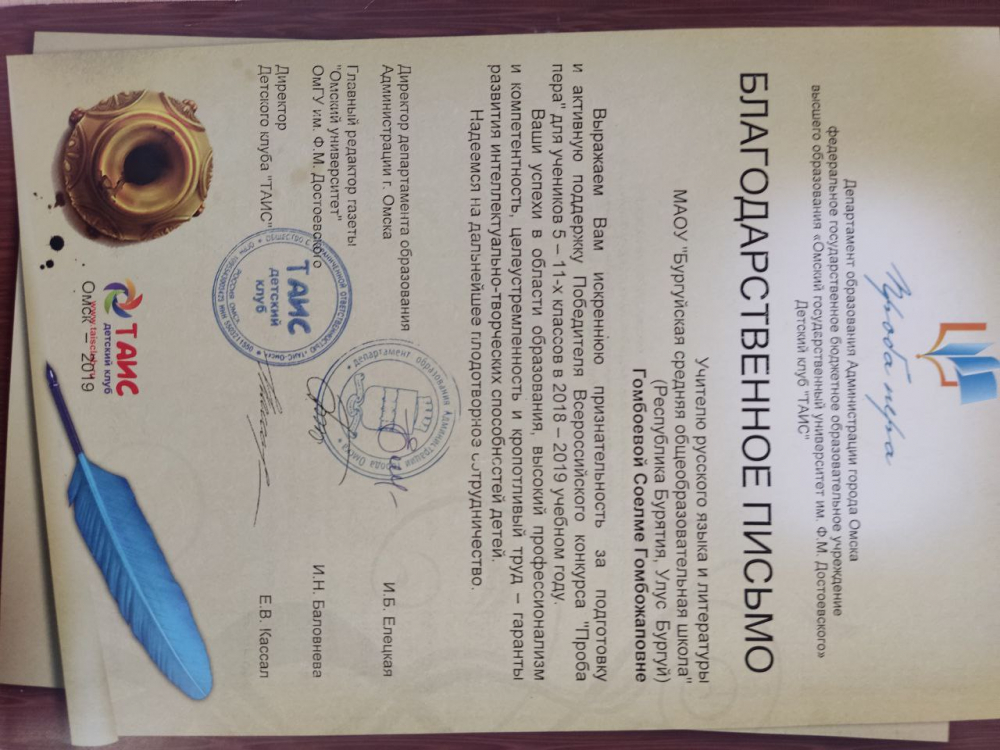 Проба пера
Департамент образования Администрации города Омска
федеральное государственное бюджетное образовательное учреждение
высшего образования «Омский государственный университет им. Ф.М. Достоевского»
Детский клуб "ТАИС"
БЛАГОДАРСТВЕННОЕ ПИСЬМО
Учителю русского языка и литературы
МАОУ "Бургуйская средняя общеобразовательная школа"
(Республика Бурятия, Улус Бургуй)
Гомбоевой Соелме Гомбожаповне
Выражаем Вам искреннюю признательность за подготовку
и активную поддержку Победителя Всероссийского конкурса "Проба
пера" для учеников 5 – 11-х классов в 2018 – 2019 учебном году.
Ваши успехи в области образования, высокий профессионализм
и компетентность, целеустремленность и кропотливый труд – гаранты
развития интеллектуально-творческих способностей детей.
Надеемся на дальнейшее плодотворное сотрудничество.
Директор департамента образования
Администрации г. Омска И.Б. Елецкая
Главный редактор газеты
"Омский университет"
ОмГУ им. Ф.М. Достоевского И.Н. Баловнева
Директор
Детского клуба "ТАИС" Е.В. Кассал
ТАИС
детский
клуб
ТАИС
детский клуб
Омск – 2019